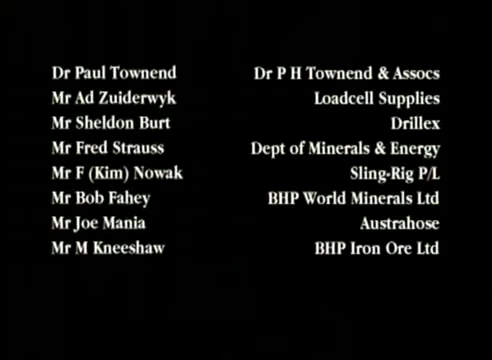 Dr Paul Townend Dr P H Townend & Assocs
Mr Ad Zuiderwyk Loadcell Supplies
Mr Sheldon Burt Drillex
Mr Fred Strauss Dept of Minerals & Energy
Mr F (Kim) Nowak Sling-Rig P/L
Mr Bob Fahey BHP World Minerals Ltd
Mr Joe Mania Austrahose
Mr M Kneeshaw BHP Iron Ore Ltd